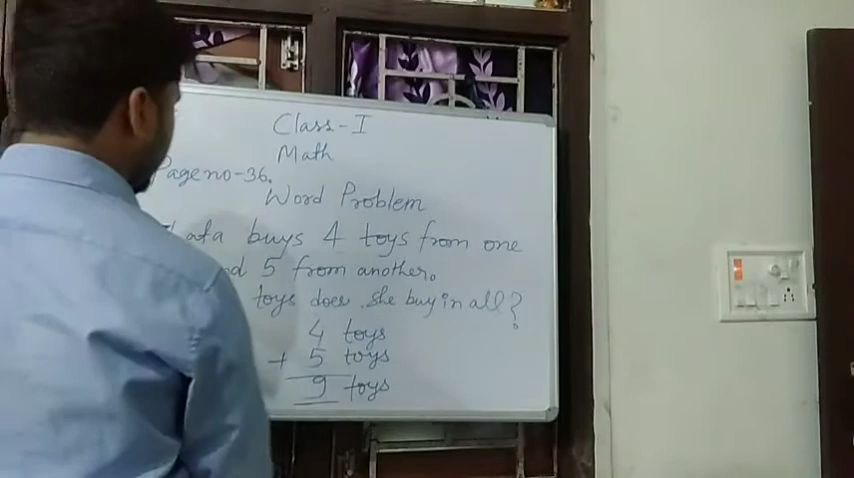 Class-I
Math
Page no-36.
Word Problem
buys 4 toys from one
5 from another.
toys does she buy in all?
4 toys
+ 5 toys
9 toys